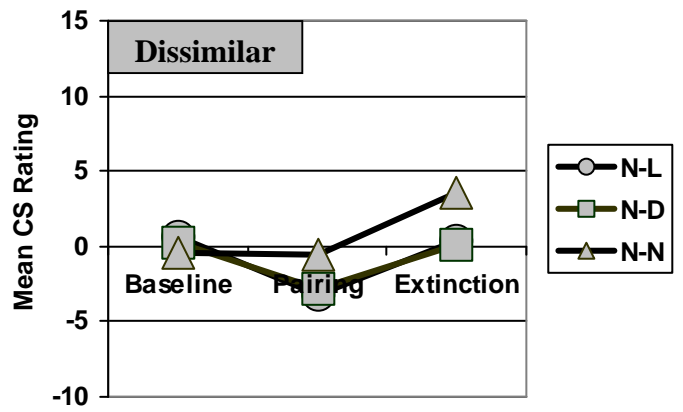 15
Dissimilar
10
5
0
-5
-10
Mean CS Rating
Baseline Pairing Extinction
N-L
N-D
N-N